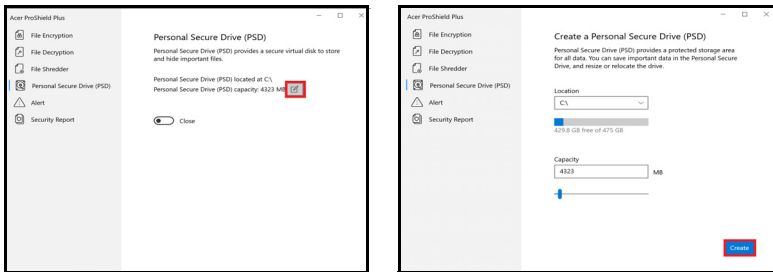 Acer ProShield Plus
File Encryption
File Decryption
File Shredder
Personal Secure Drive (PSD)
Alert
Security Report
Personal Secure Drive (PSD)
Personal Secure Drive (PSD) provides a secure virtual disk to store
and hide important files.
Personal Secure Drive (PSD) located at C:\
Personal Secure Drive (PSD) capacity: 4323 MB
Close
Acer ProShield Plus
File Encryption
File Decryption
File Shredder
Personal Secure Drive (PSD)
Alert
Security Report
Create a Personal Secure Drive (PSD)
Personal Secure Drive (PSD) provides a protected storage area
for all data. You can save important data in the Personal Secure
Drive, and resize or relocate the drive.
Location
C:\
429.8 GB free of 475 GB
Capacity
4323 MB
Create